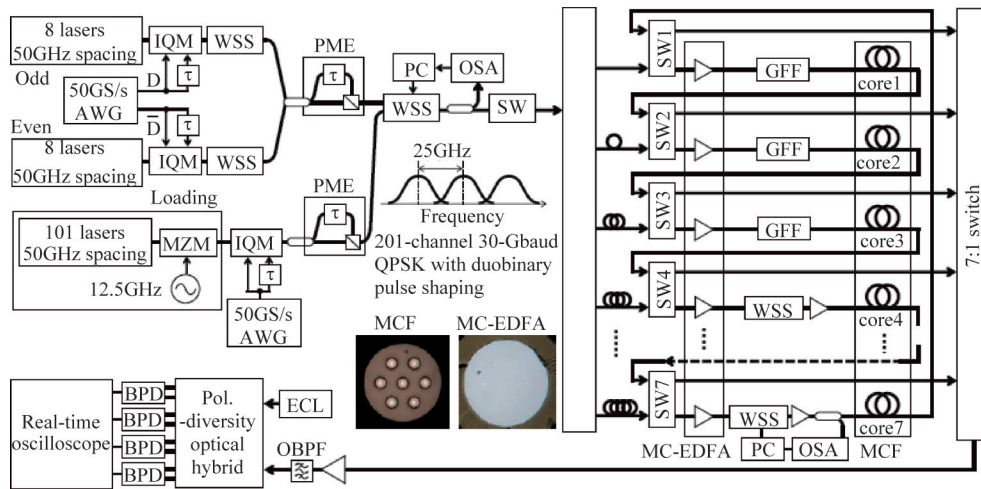 8 lasers
50GHz spacing
IQM
WSS
Odd
D
τ
50GS/s
AWG
D̅
τ
Even
8 lasers
50GHz spacing
IQM
WSS
PME
τ
PC
OSA
WSS
SW
Loading
101 lasers
50GHz spacing
MZM
12.5GHz
IQM
τ
50GS/s
AWG
PME
τ
25GHz
Frequency
201-channel 30-Gbaud
QPSK with duobinary
pulse shaping
MCF
MC-EDFA
SW1
GFF
core1
SW2
GFF
core2
SW3
GFF
core3
SW4
WSS
core4
SW7
WSS
core7
MC-EDFA
PC
OSA
MCF
7:1 switch
Real-time
oscilloscope
BPD
BPD
BPD
BPD
Pol.
-diversity
optical
hybrid
ECL
OBPF